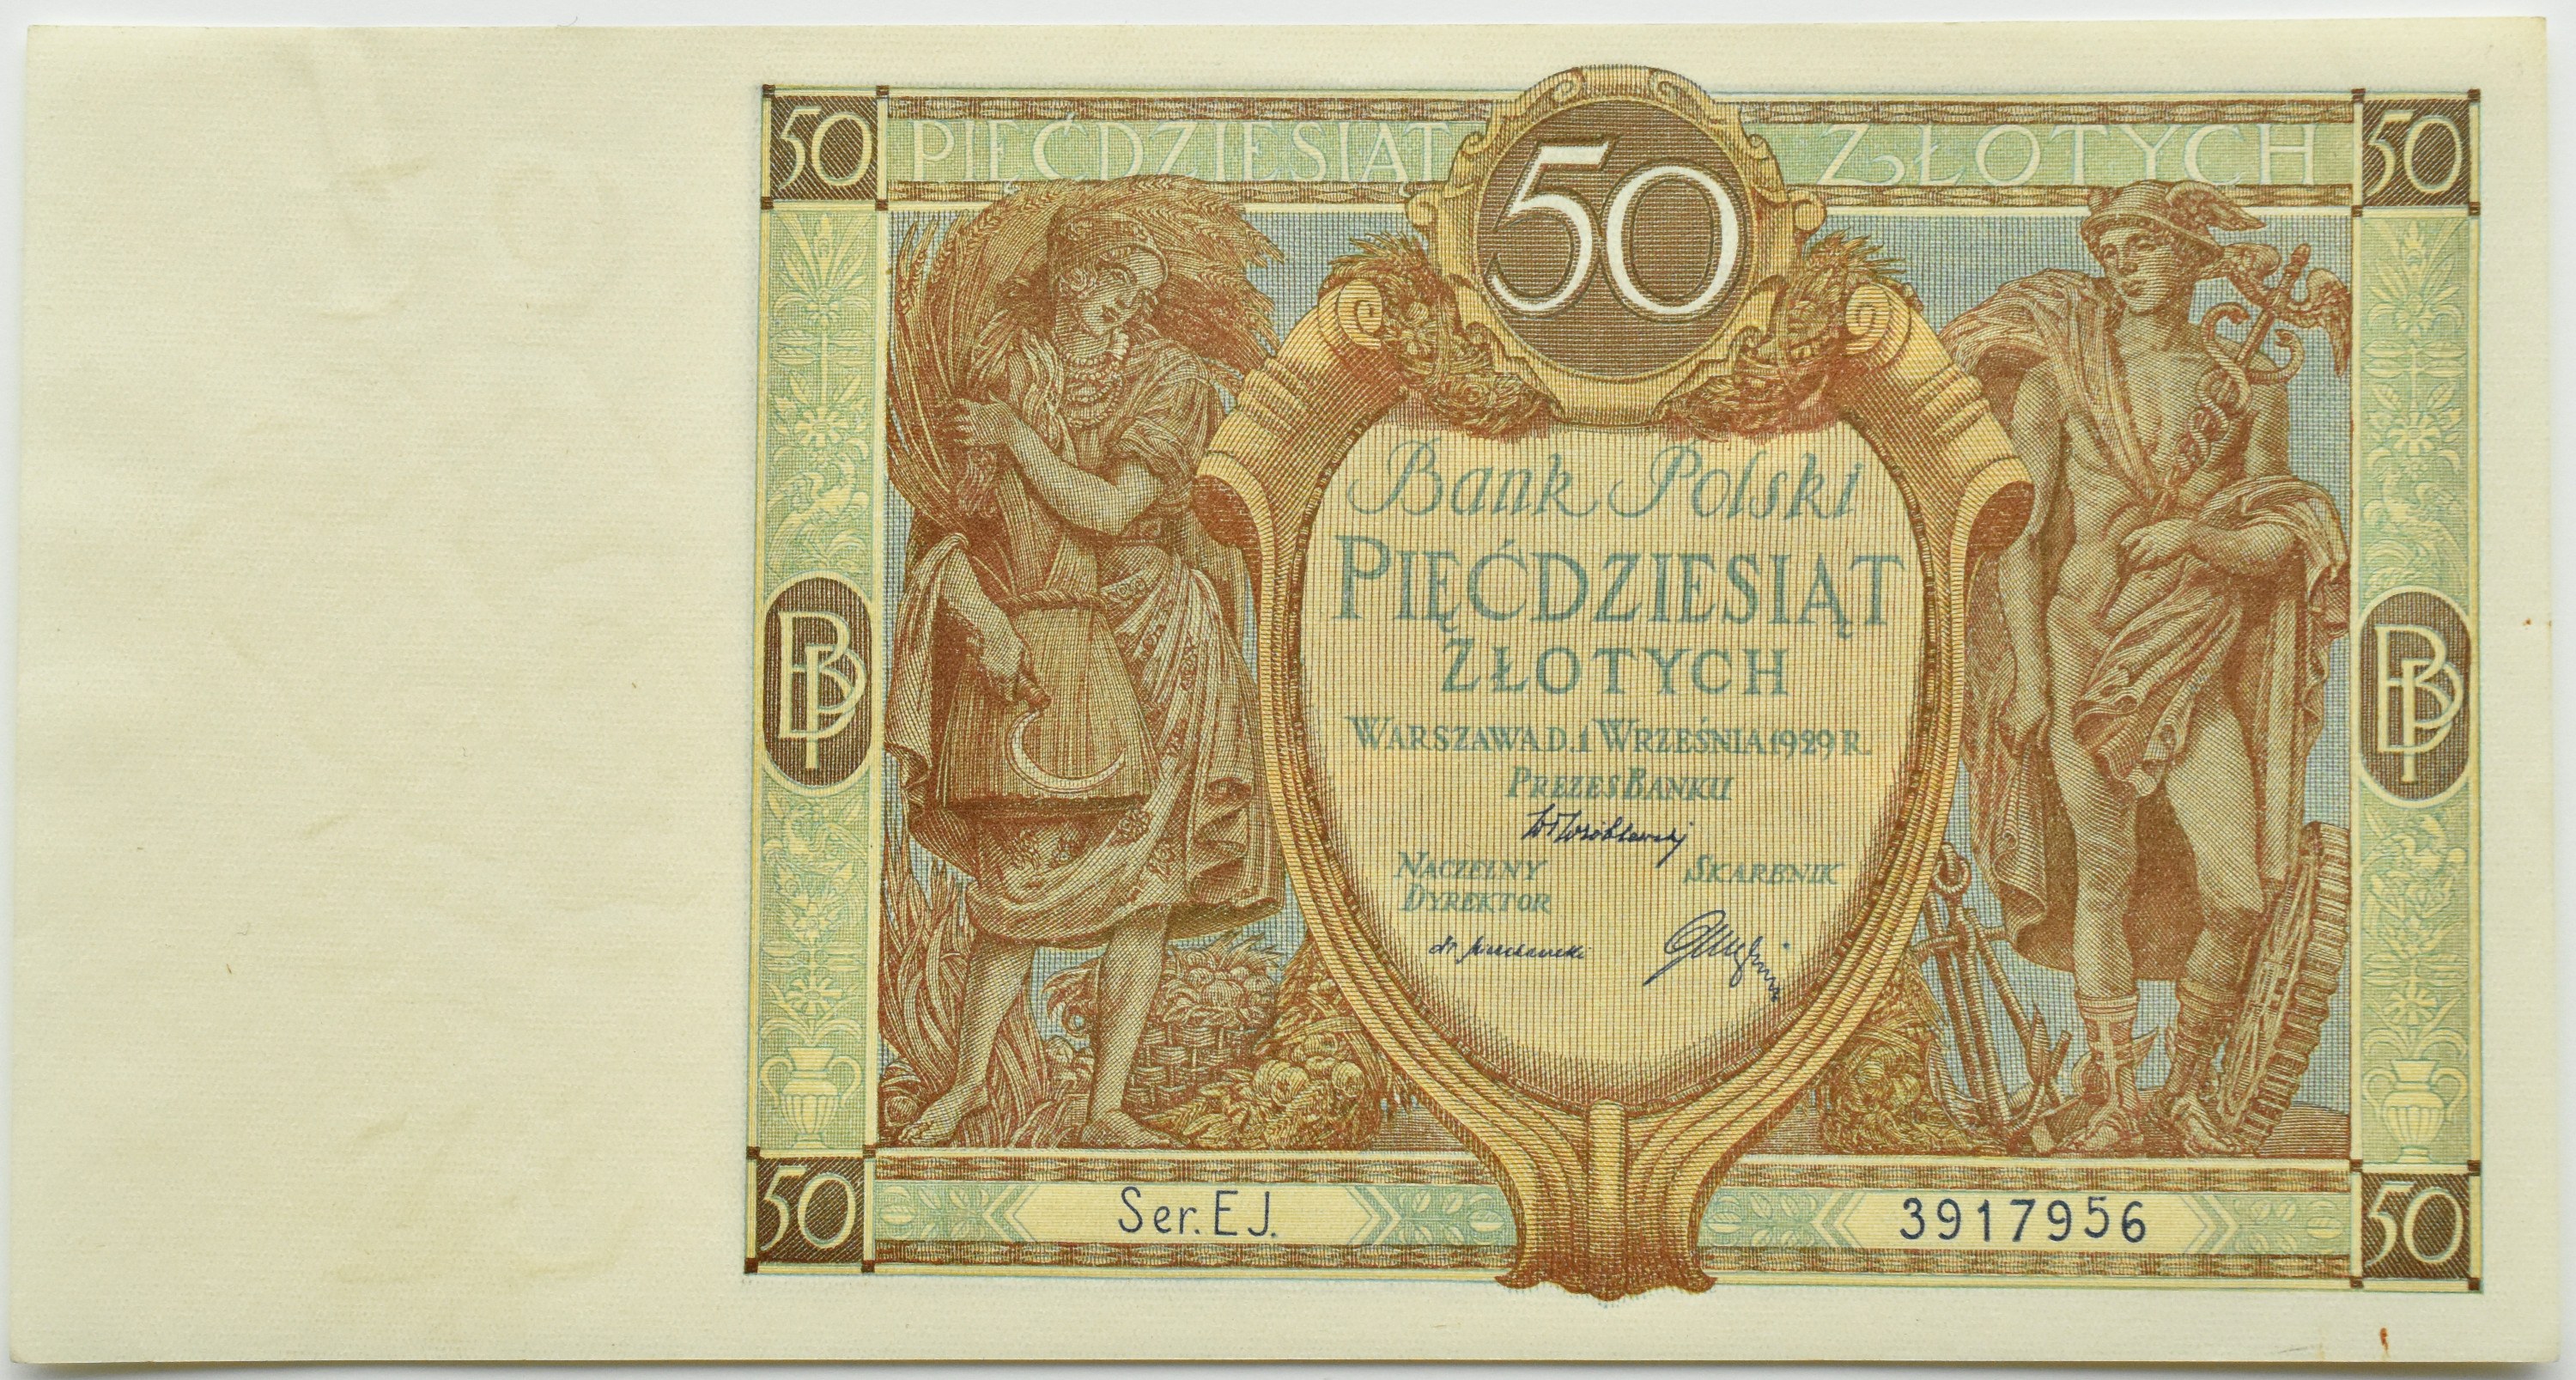 50 PIĘĆDZIESIĄT 50 ZŁOTYCH 50
Bank Polski
PIĘĆDZIESIĄT
ZŁOTYCH
BP BP
WARSZAWA D. 1 WRZEŚNIA 1929 R.
PREZES BANKU
NACZELNY SKARBNIK
DYREKTOR
50 Ser. EJ. 3917956 50